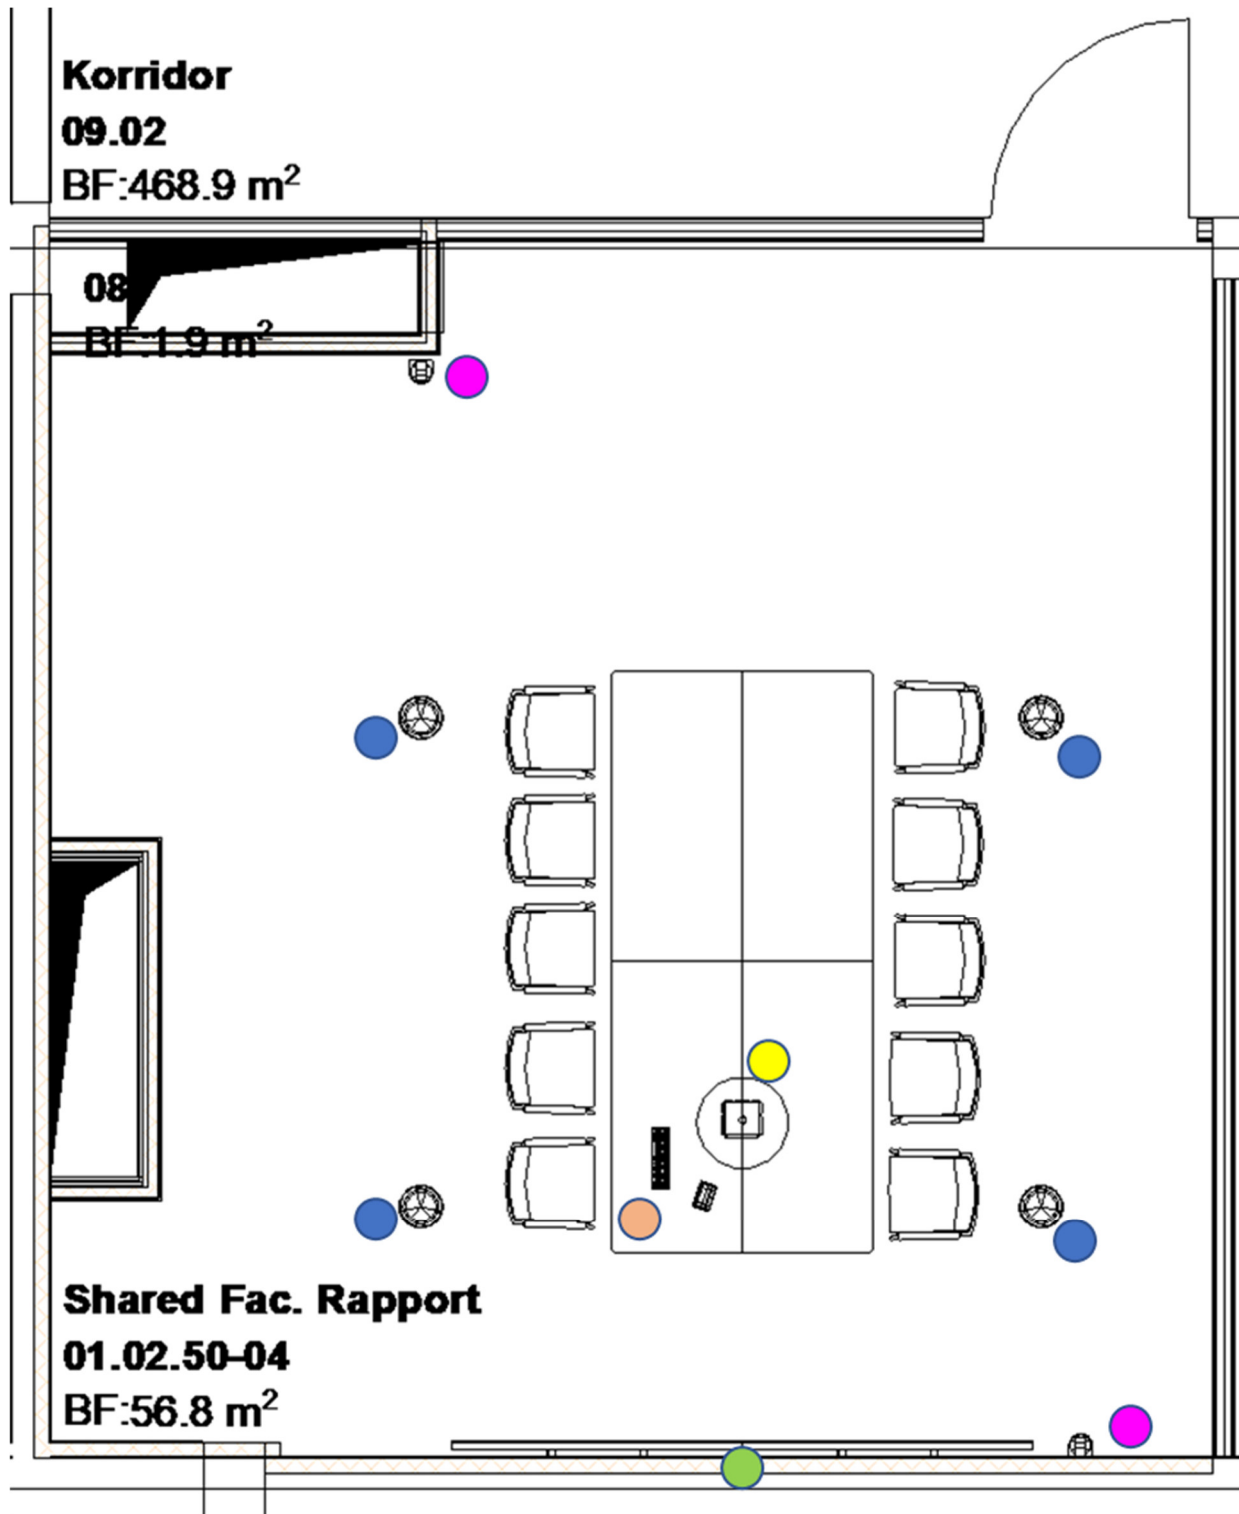 Korridor
09.02
BF:468.9 m²
08
BF:1.9 m²
Shared Fac. Rapport
01.02.50-04
BF:56.8 m²